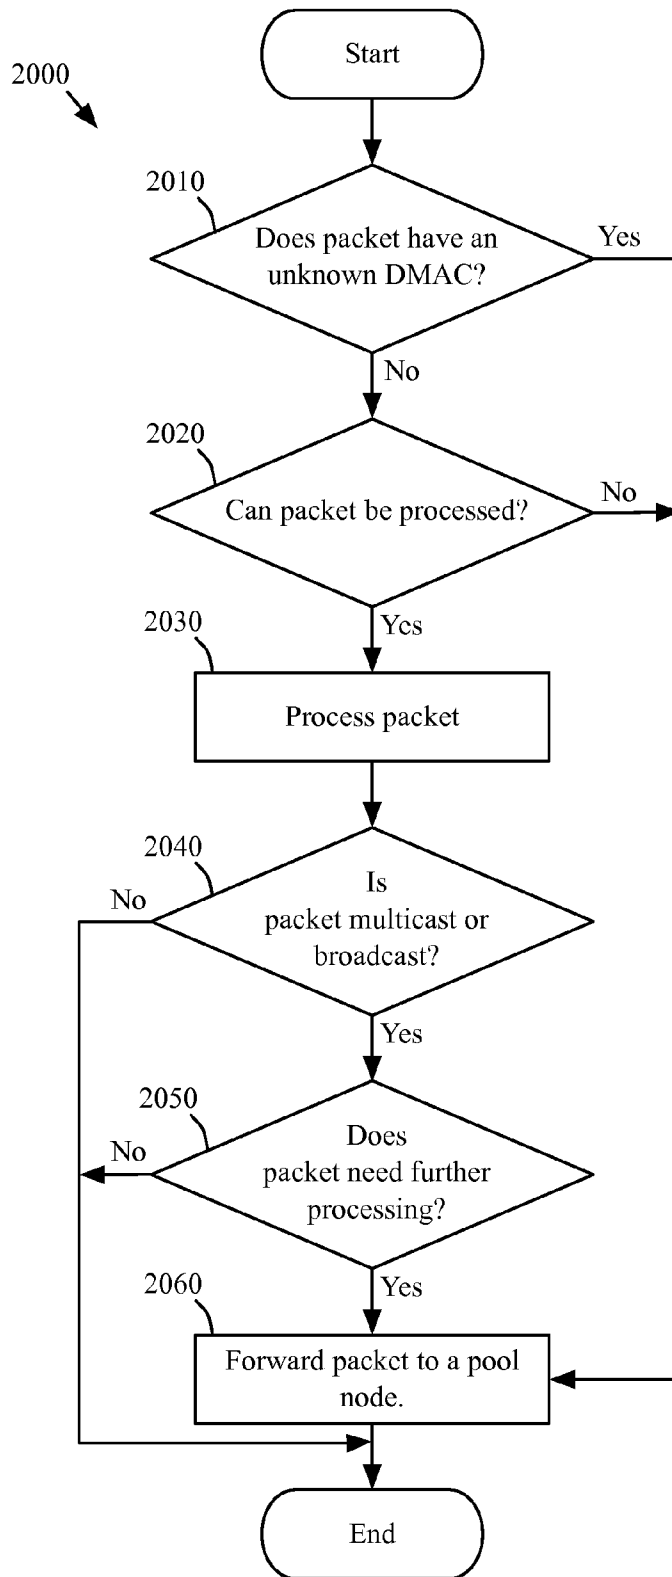 Start
2000
2010
Does packet have an
unknown DMAC?
Yes
No
2020
Can packet be processed?
No
Yes
2030
Process packet
2040
No
Is
packet multicast or
broadcast?
Yes
2050
No
Does
packet need further
processing?
Yes
2060
Forward packet to a pool
node.
End